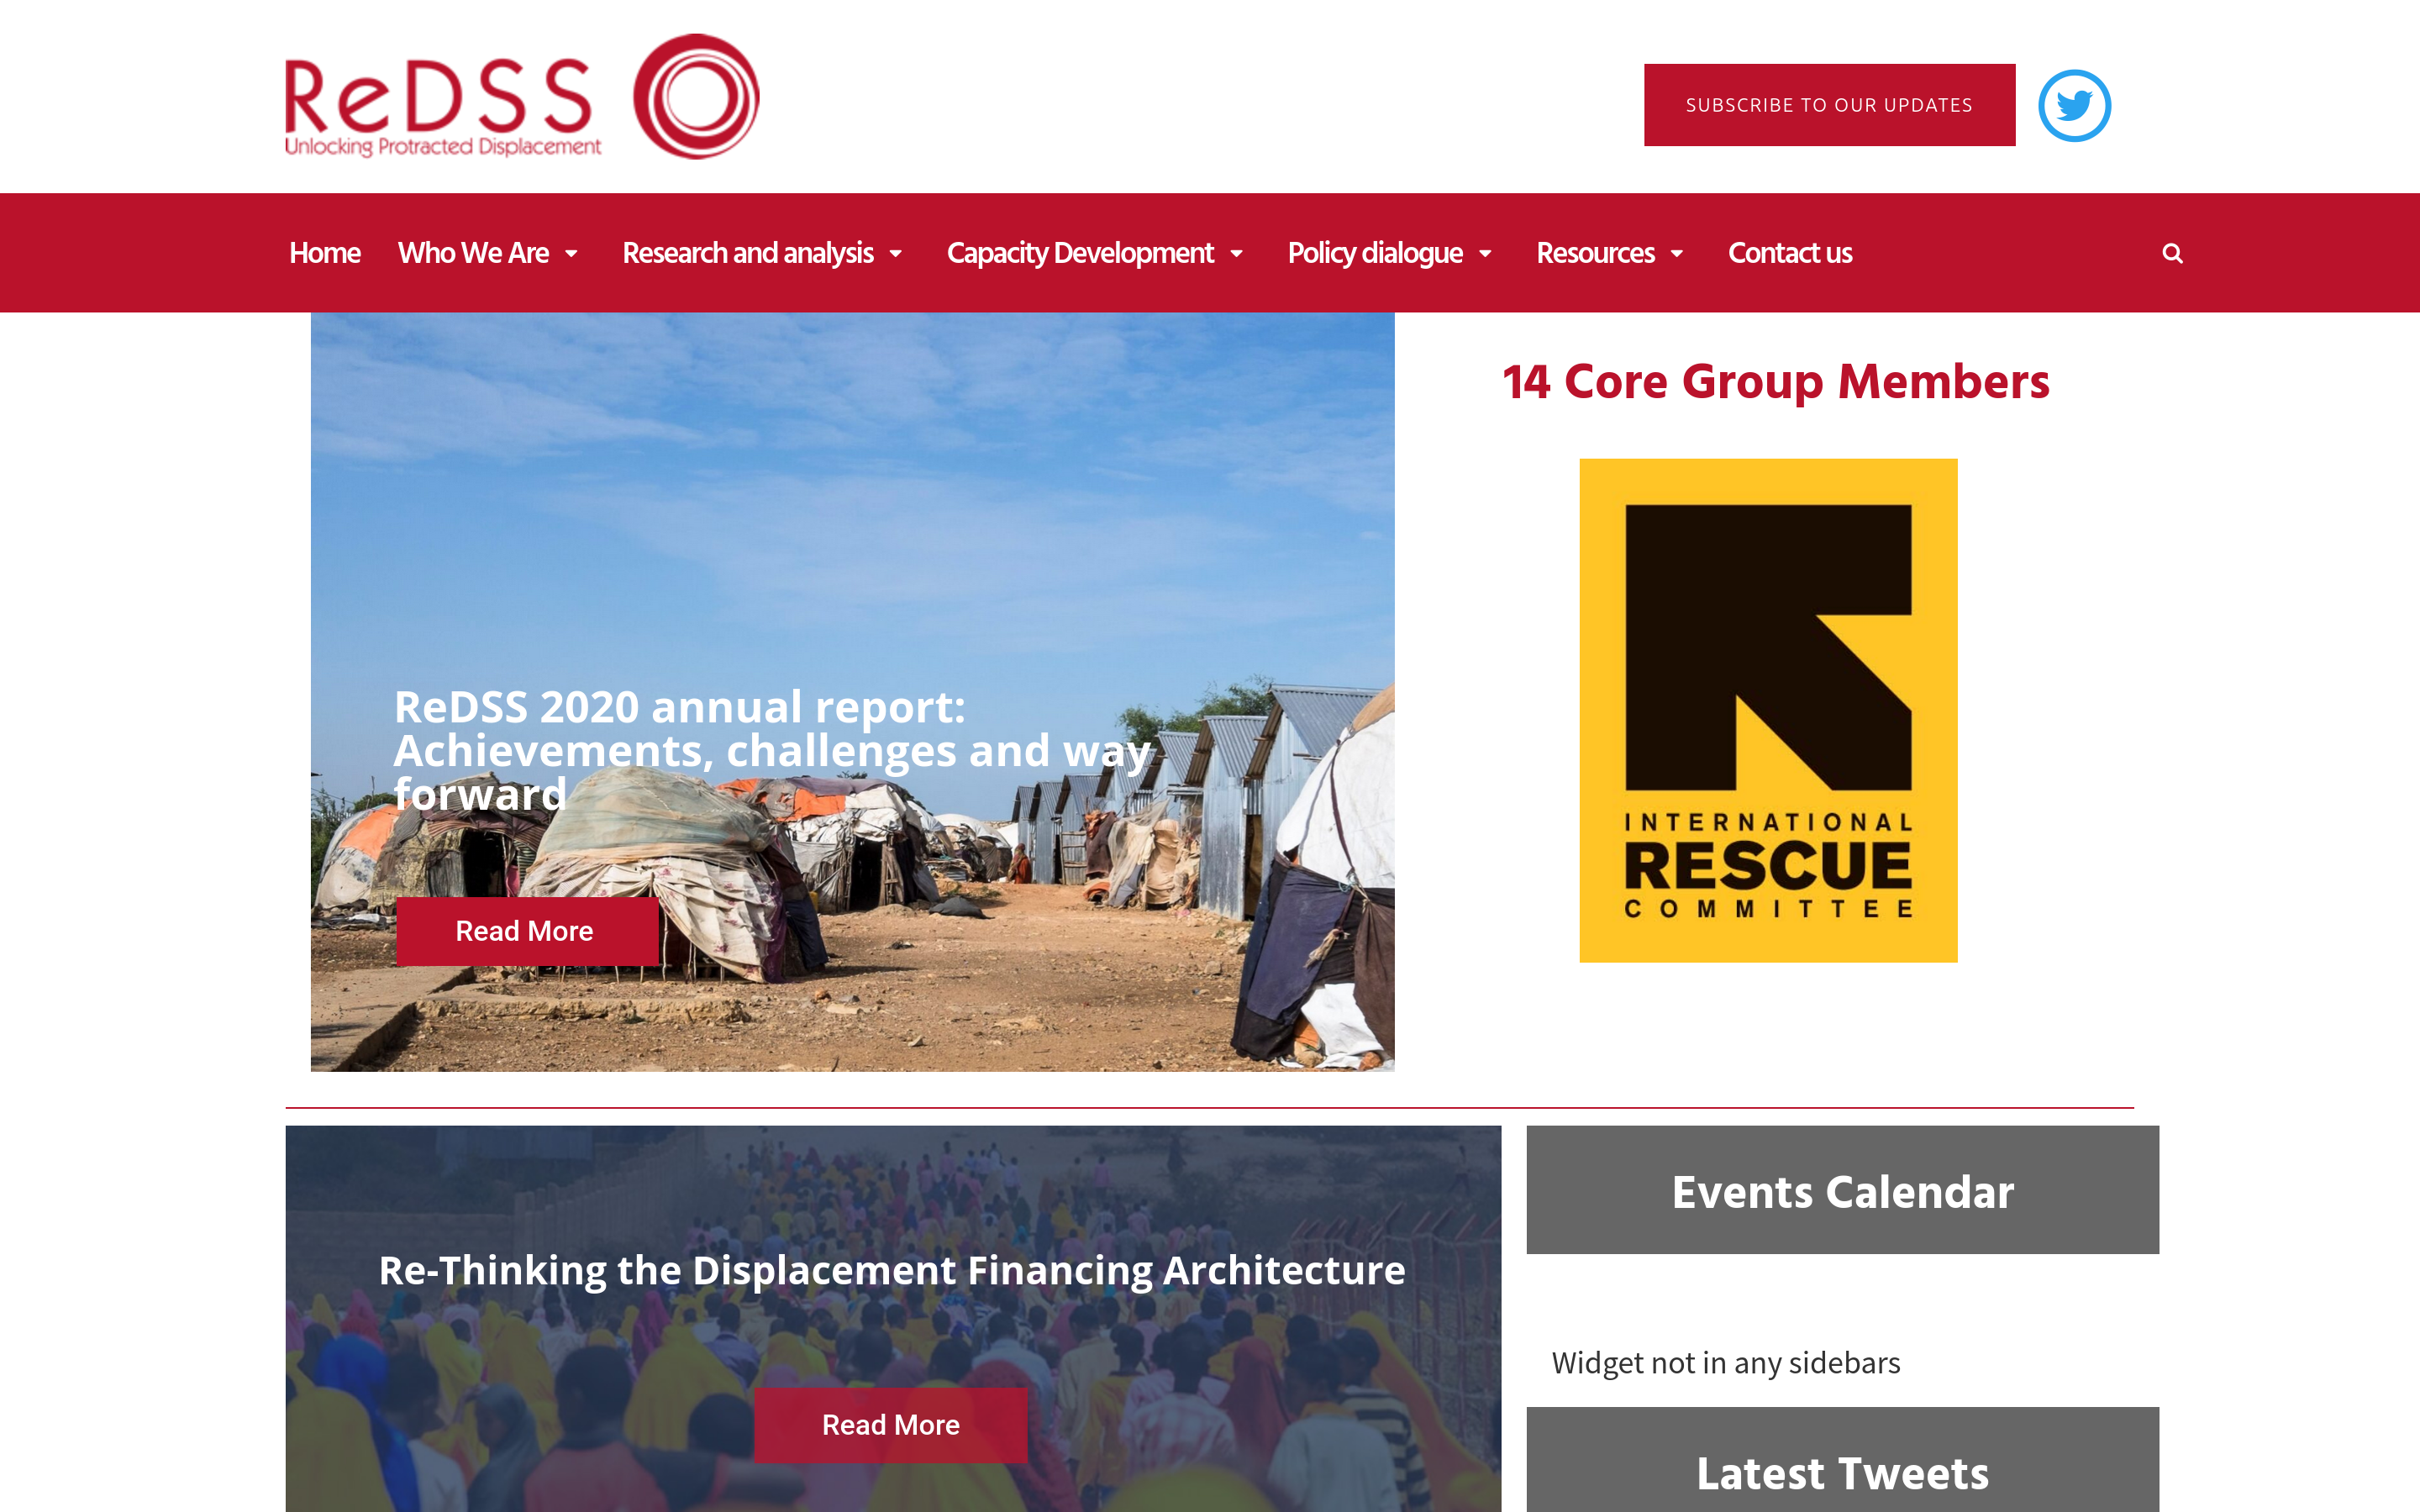 ReDSS
Unlocking Protracted Displacement
SUBSCRIBE TO OUR UPDATES
Home Who We Are Research and analysis Capacity Development Policy dialogue Resources Contact us
14 Core Group Members
ReDSS 2020 annual report:
Achievements, challenges and way
forward
Read More
INTERNATIONAL
RESCUE
COMMITTEE
Re-Thinking the Displacement Financing Architecture
Read More
Events Calendar
Widget not in any sidebars
Latest Tweets